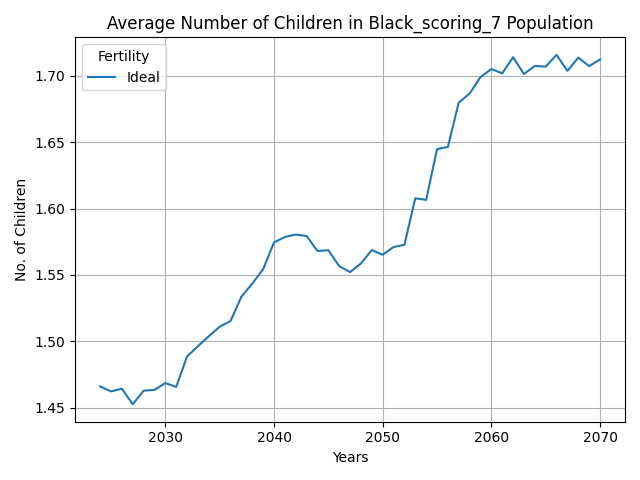 Average Number of Children in Black_scoring_7 Population
Fertility
Ideal
No. of Children
1.70
1.65
1.60
1.55
1.50
1.45
2030 2040 2050 2060 2070
Years